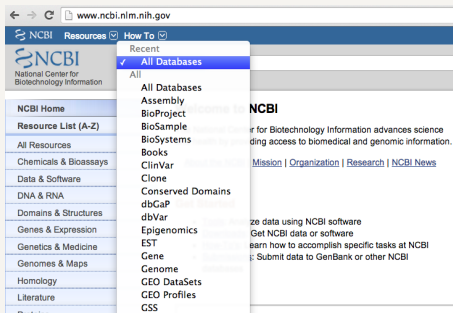 www.ncbi.nlm.nih.gov
NCBI Resources How To
NCBI
National Center for
Biotechnology Information
Recent
✓ All Databases
All
All Databases
Assembly
BioProject
BioSample
BioSystems
Books
ClinVar
Clone
Conserved Domains
dbGaP
dbVar
Epigenomics
EST
Gene
Genome
GEO DataSets
GEO Profiles
GSS
NCBI Home
Resource List (A-Z)
All Resources
Chemicals & Bioassays
Data & Software
DNA & RNA
Domains & Structures
Genes & Expression
Genetics & Medicine
Genomes & Maps
Homology
Literature
NCBI
for Biotechnology Information advances science
ding access to biomedical and genomic information.
Mission | Organization | Research | NCBI News
ze data using NCBI software
Get NCBI data or software
earn how to accomplish specific tasks at NCBI
: Submit data to GenBank or other NCBI